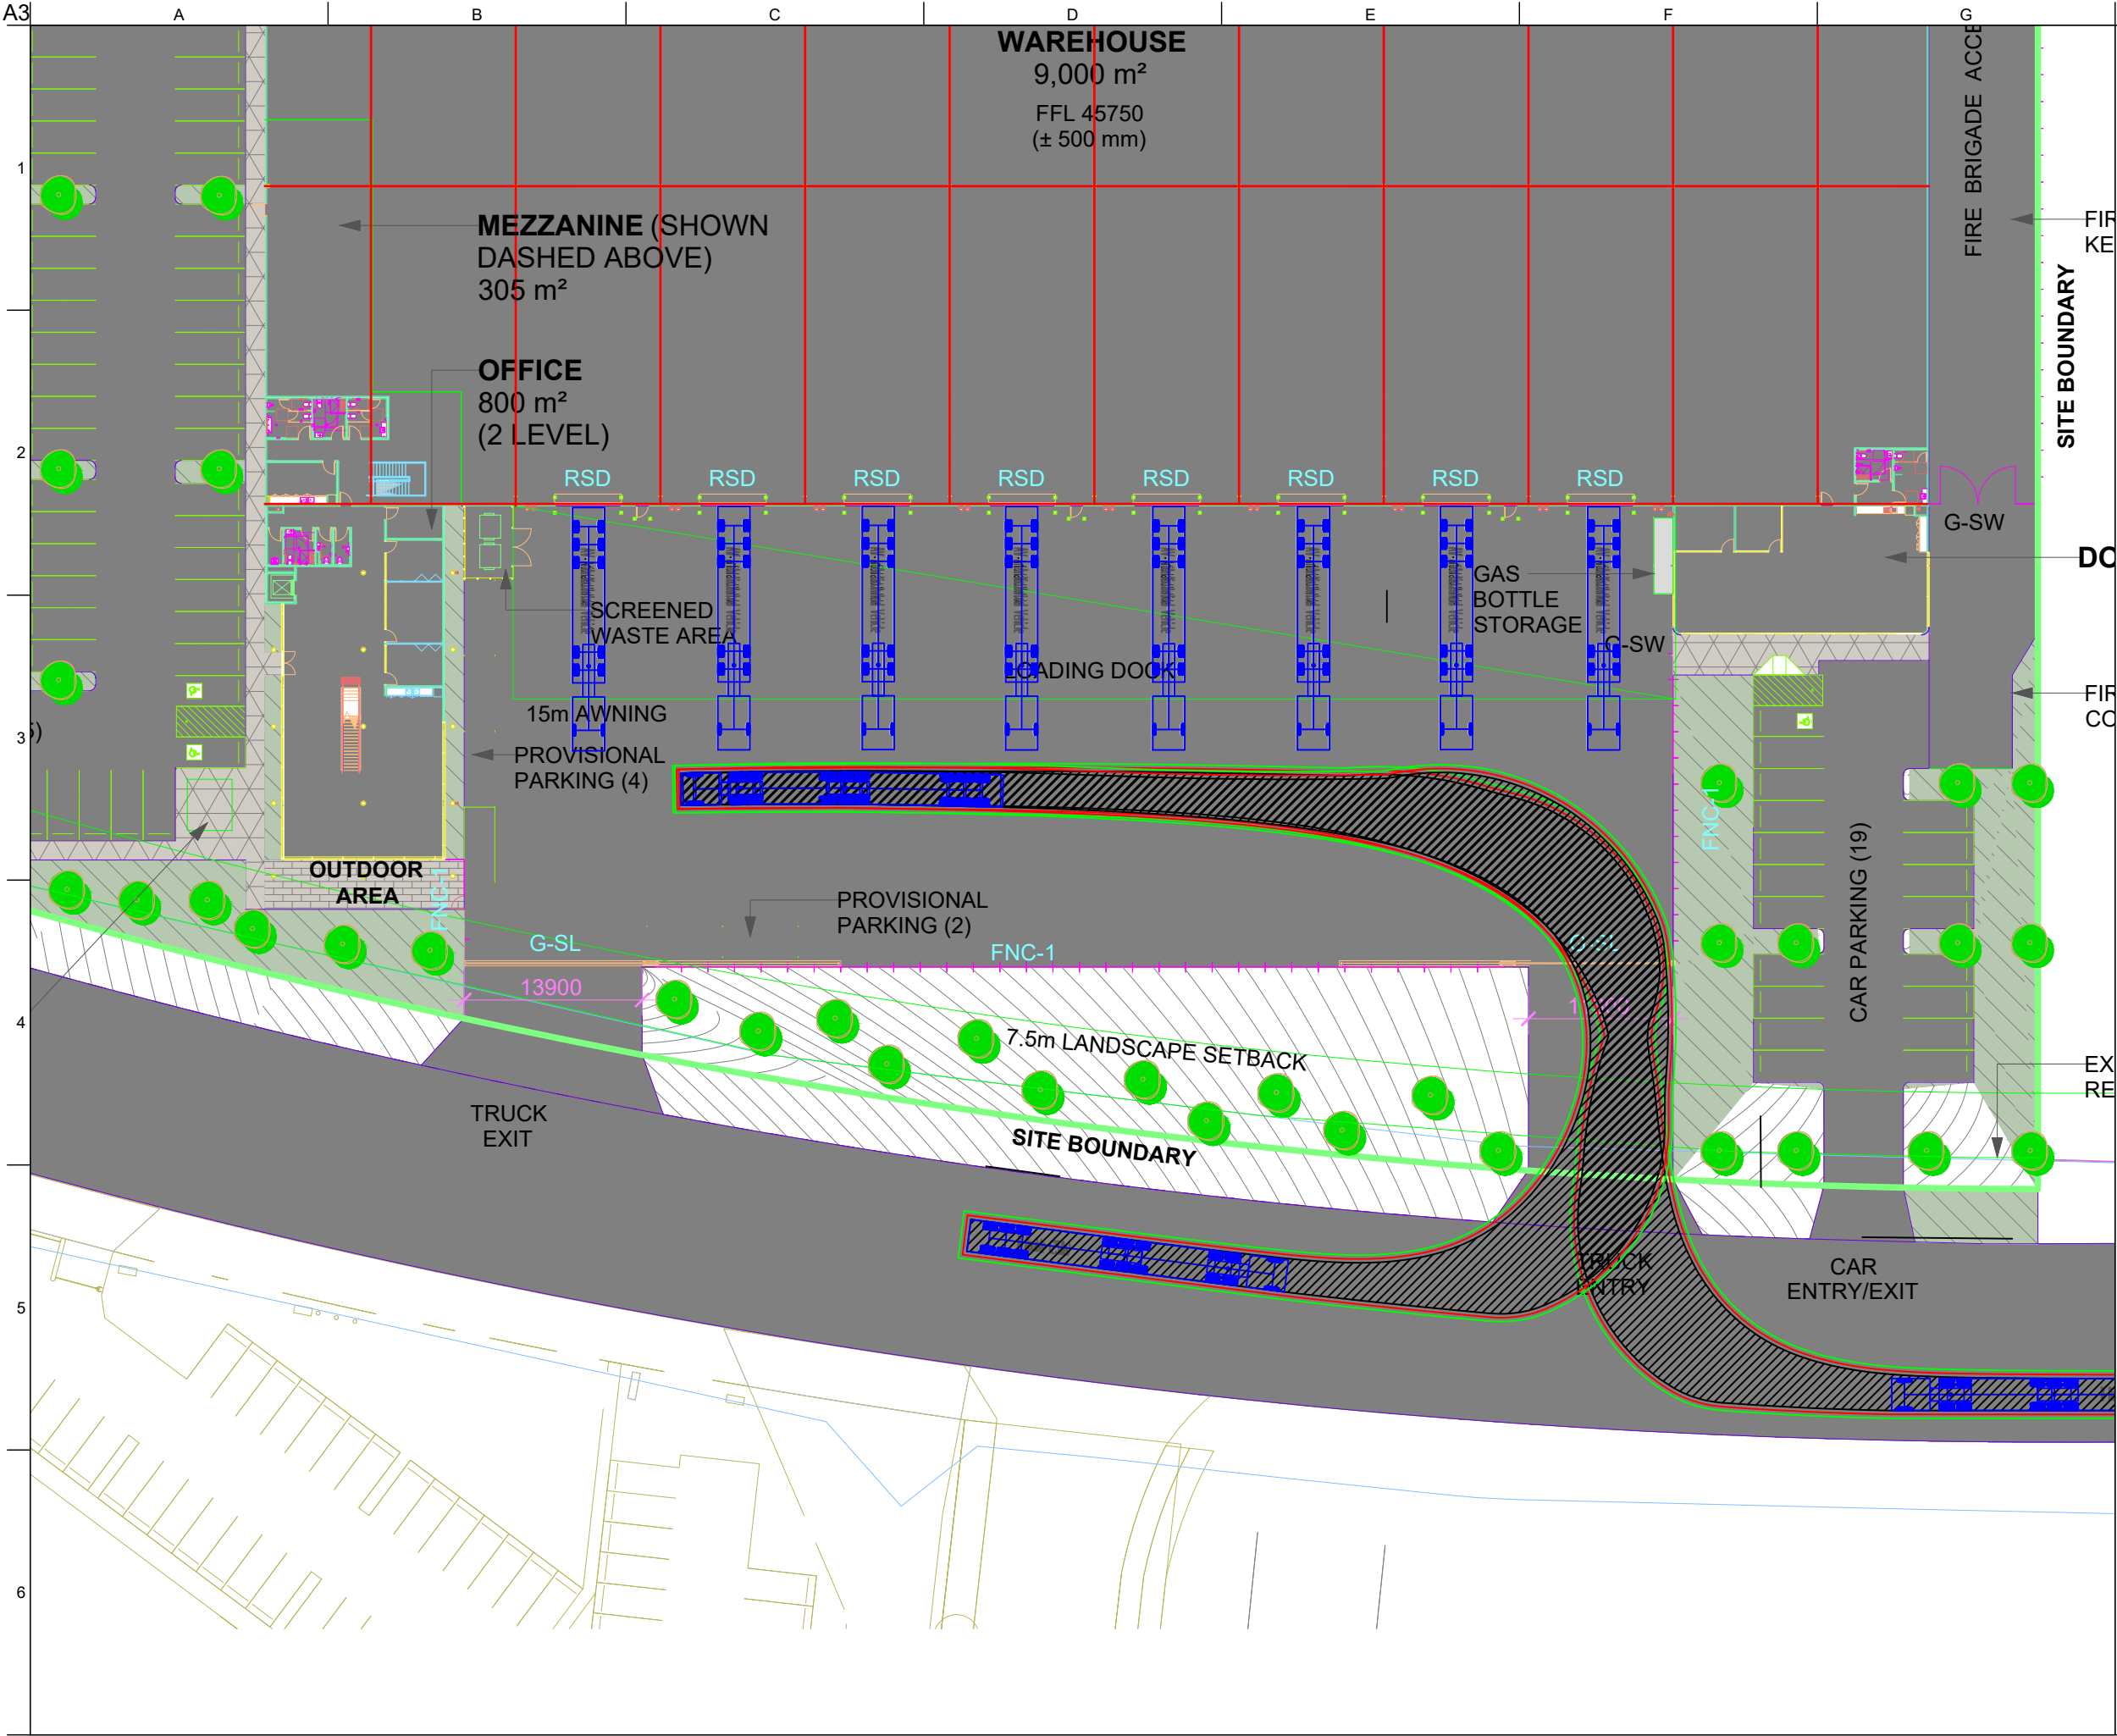 A3
A
B
C
D
E
F
G
WAREHOUSE
9,000 m²
FFL 45750
(± 500 mm)
FIRE BRIGADE ACCE
1
MEZZANINE (SHOWN
DASHED ABOVE)
305 m²
FIR
KE
SITE BOUNDARY
OFFICE
800 m²
(2 LEVEL)
2
RSD
RSD
RSD
RSD
RSD
RSD
RSD
RSD
G-SW
DO
GAS
BOTTLE
STORAGE
SCREENED
WASTE AREA
G-SW
LOADING DOCK
15m AWNING
FIR
CO
3
PROVISIONAL
PARKING (4)
FNC-1
CAR PARKING (19)
OUTDOOR
AREA
FNC-1
PROVISIONAL
PARKING (2)
G-SL
FNC-1
13900
4
7.5m LANDSCAPE SETBACK
EX
RE
TRUCK
EXIT
SITE BOUNDARY
TRUCK
ENTRY
CAR
ENTRY/EXIT
5
6